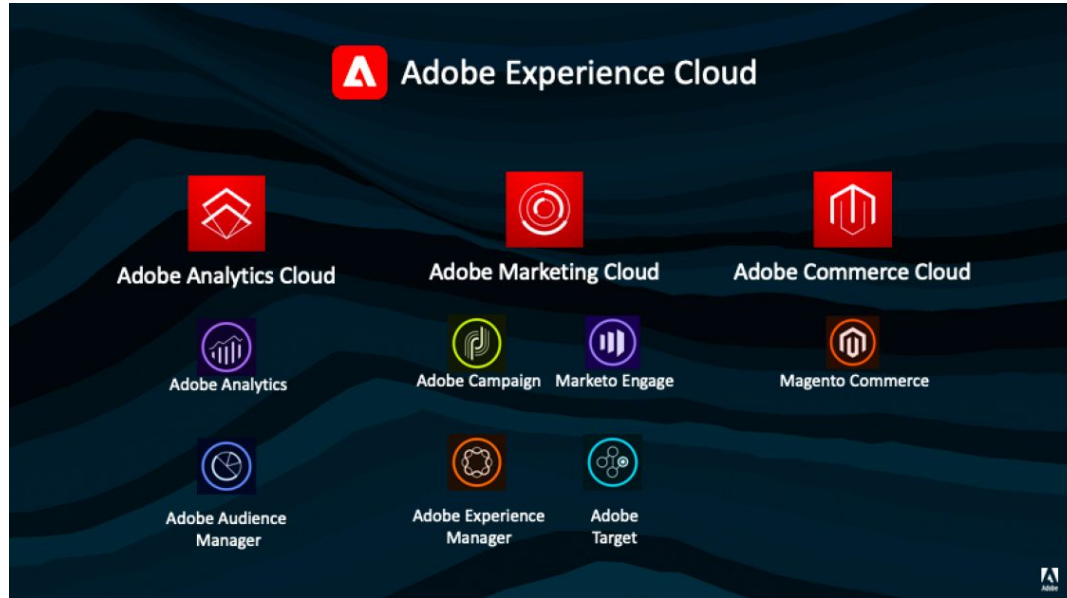 Adobe Experience Cloud
Adobe Analytics Cloud
Adobe Marketing Cloud
Adobe Commerce Cloud
Adobe Analytics
Adobe Campaign
Marketo Engage
Magento Commerce
Adobe Audience
Manager
Adobe Experience
Manager
Adobe
Target
Adobe